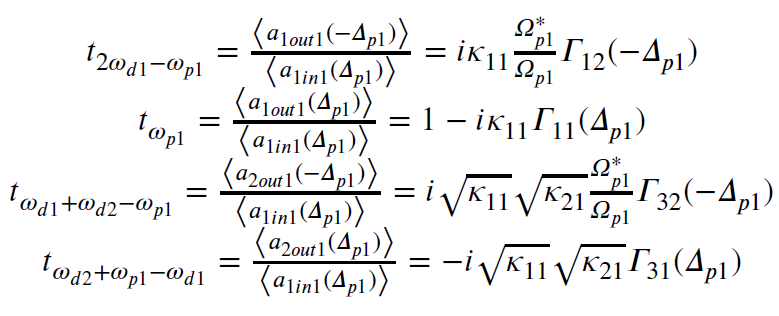 t_{2ω_{d1}−ω_{p1}} = ⟨a_{1out1}(−Δ_{p1})⟩ / ⟨a_{1in1}(Δ_{p1})⟩ = iκ_{11} Ω*_{p1} / Ω_{p1} Γ_{12}(−Δ_{p1})
t_{ω_{p1}} = ⟨a_{1out1}(Δ_{p1})⟩ / ⟨a_{1in1}(Δ_{p1})⟩ = 1 − iκ_{11}Γ_{11}(Δ_{p1})
t_{ω_{d1}+ω_{d2}−ω_{p1}} = ⟨a_{2out1}(−Δ_{p1})⟩ / ⟨a_{1in1}(Δ_{p1})⟩ = i√κ_{11}√κ_{21} Ω*_{p1} / Ω_{p1} Γ_{32}(−Δ_{p1})
t_{ω_{d2}+ω_{p1}−ω_{d1}} = ⟨a_{2out1}(Δ_{p1})⟩ / ⟨a_{1in1}(Δ_{p1})⟩ = −i√κ_{11}√κ_{21}Γ_{31}(Δ_{p1})